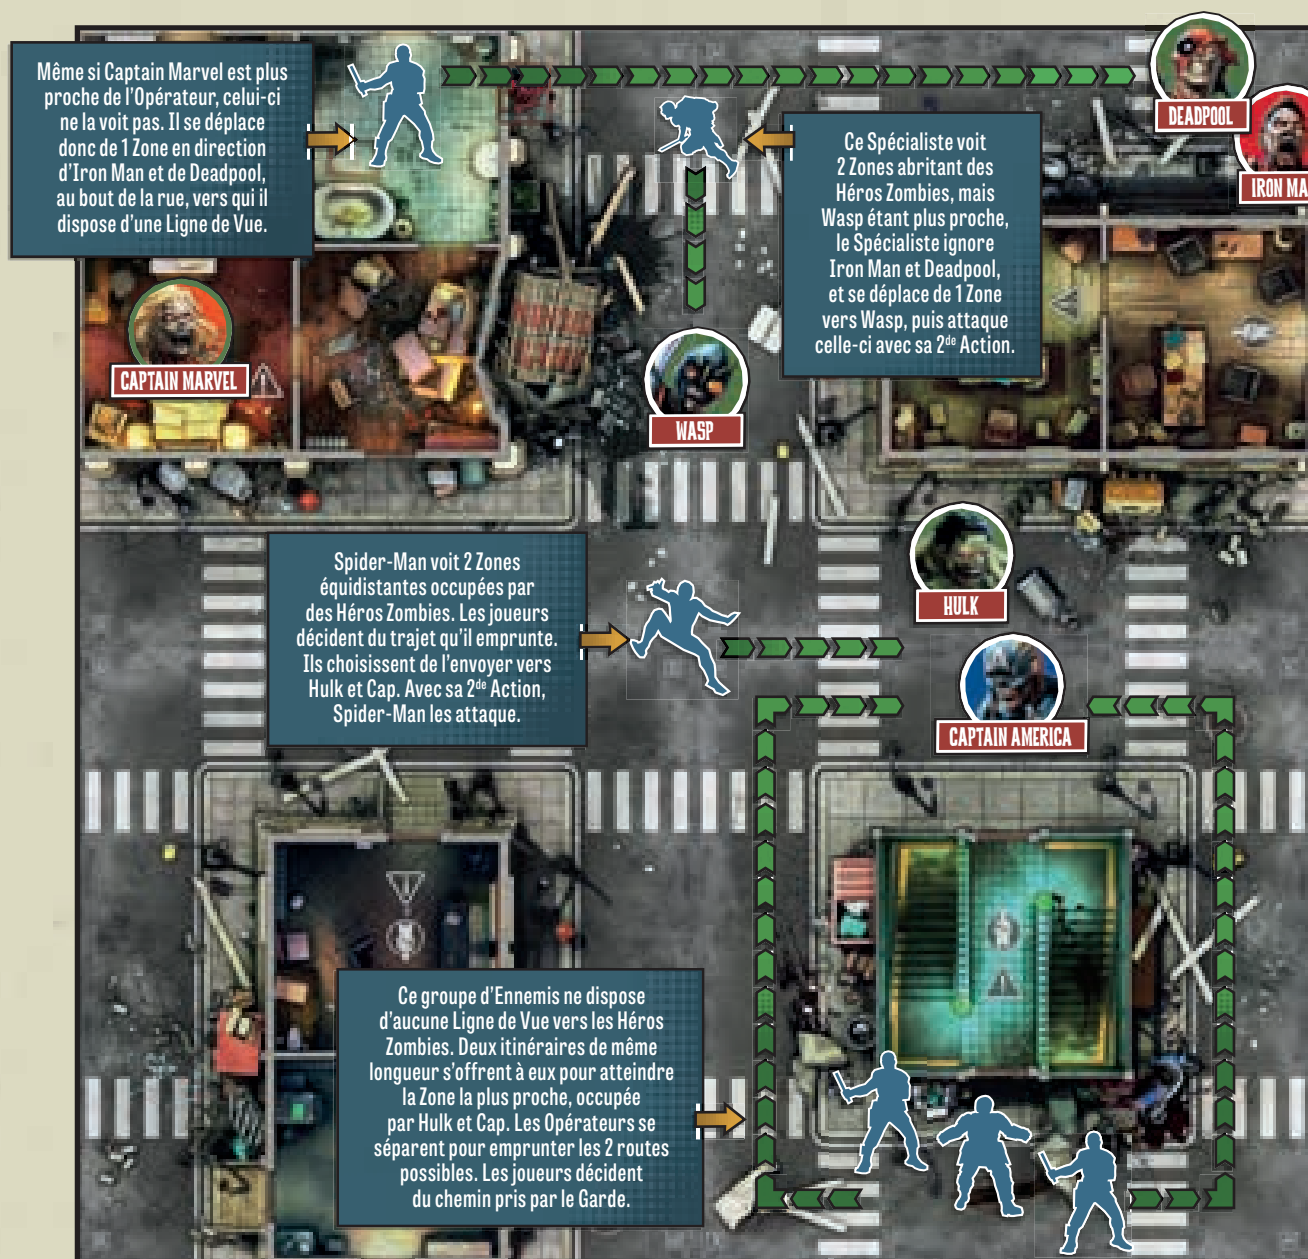 Même si Captain Marvel est plus
proche de l'Opérateur, celui-ci
ne la voit pas. Il se déplace
donc de 1 Zone en direction
d'Iron Man et de Deadpool,
au bout de la rue, vers qui il
dispose d'une Ligne de Vue.
DEADPOOL
IRON MA
Ce Spécialiste voit
2 Zones abritant des
Héros Zombies, mais
Wasp étant plus proche,
le Spécialiste ignore
Iron Man et Deadpool,
et se déplace de 1 Zone
vers Wasp, puis attaque
celle-ci avec sa 2de Action.
CAPTAIN MARVEL
WASP
Spider-Man voit 2 Zones
équidistantes occupées par
des Héros Zombies. Les joueurs
décident du trajet qu'il emprunte.
Ils choisissent de l'envoyer vers
Hulk et Cap. Avec sa 2de Action,
Spider-Man les attaque.
HULK
CAPTAIN AMERICA
Ce groupe d'Ennemis ne dispose
d'aucune Ligne de Vue vers les Héros
Zombies. Deux itinéraires de même
longueur s'offrent à eux pour atteindre
la Zone la plus proche, occupée
par Hulk et Cap. Les Opérateurs se
séparent pour emprunter les 2 routes
possibles. Les joueurs décident
du chemin pris par le Garde.